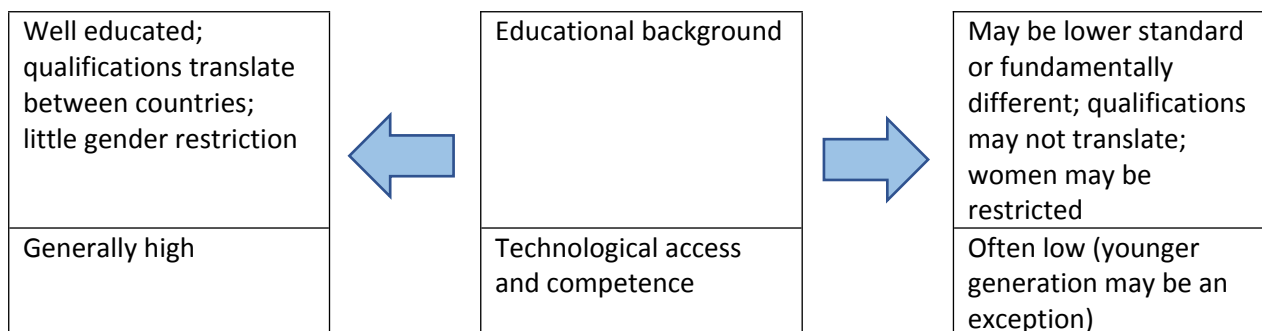 Well educated;
qualifications translate
between countries;
little gender restriction
Educational background
May be lower standard
or fundamentally
different; qualifications
may not translate;
women may be
restricted
Generally high
Technological access
and competence
Often low (younger
generation may be an
exception)